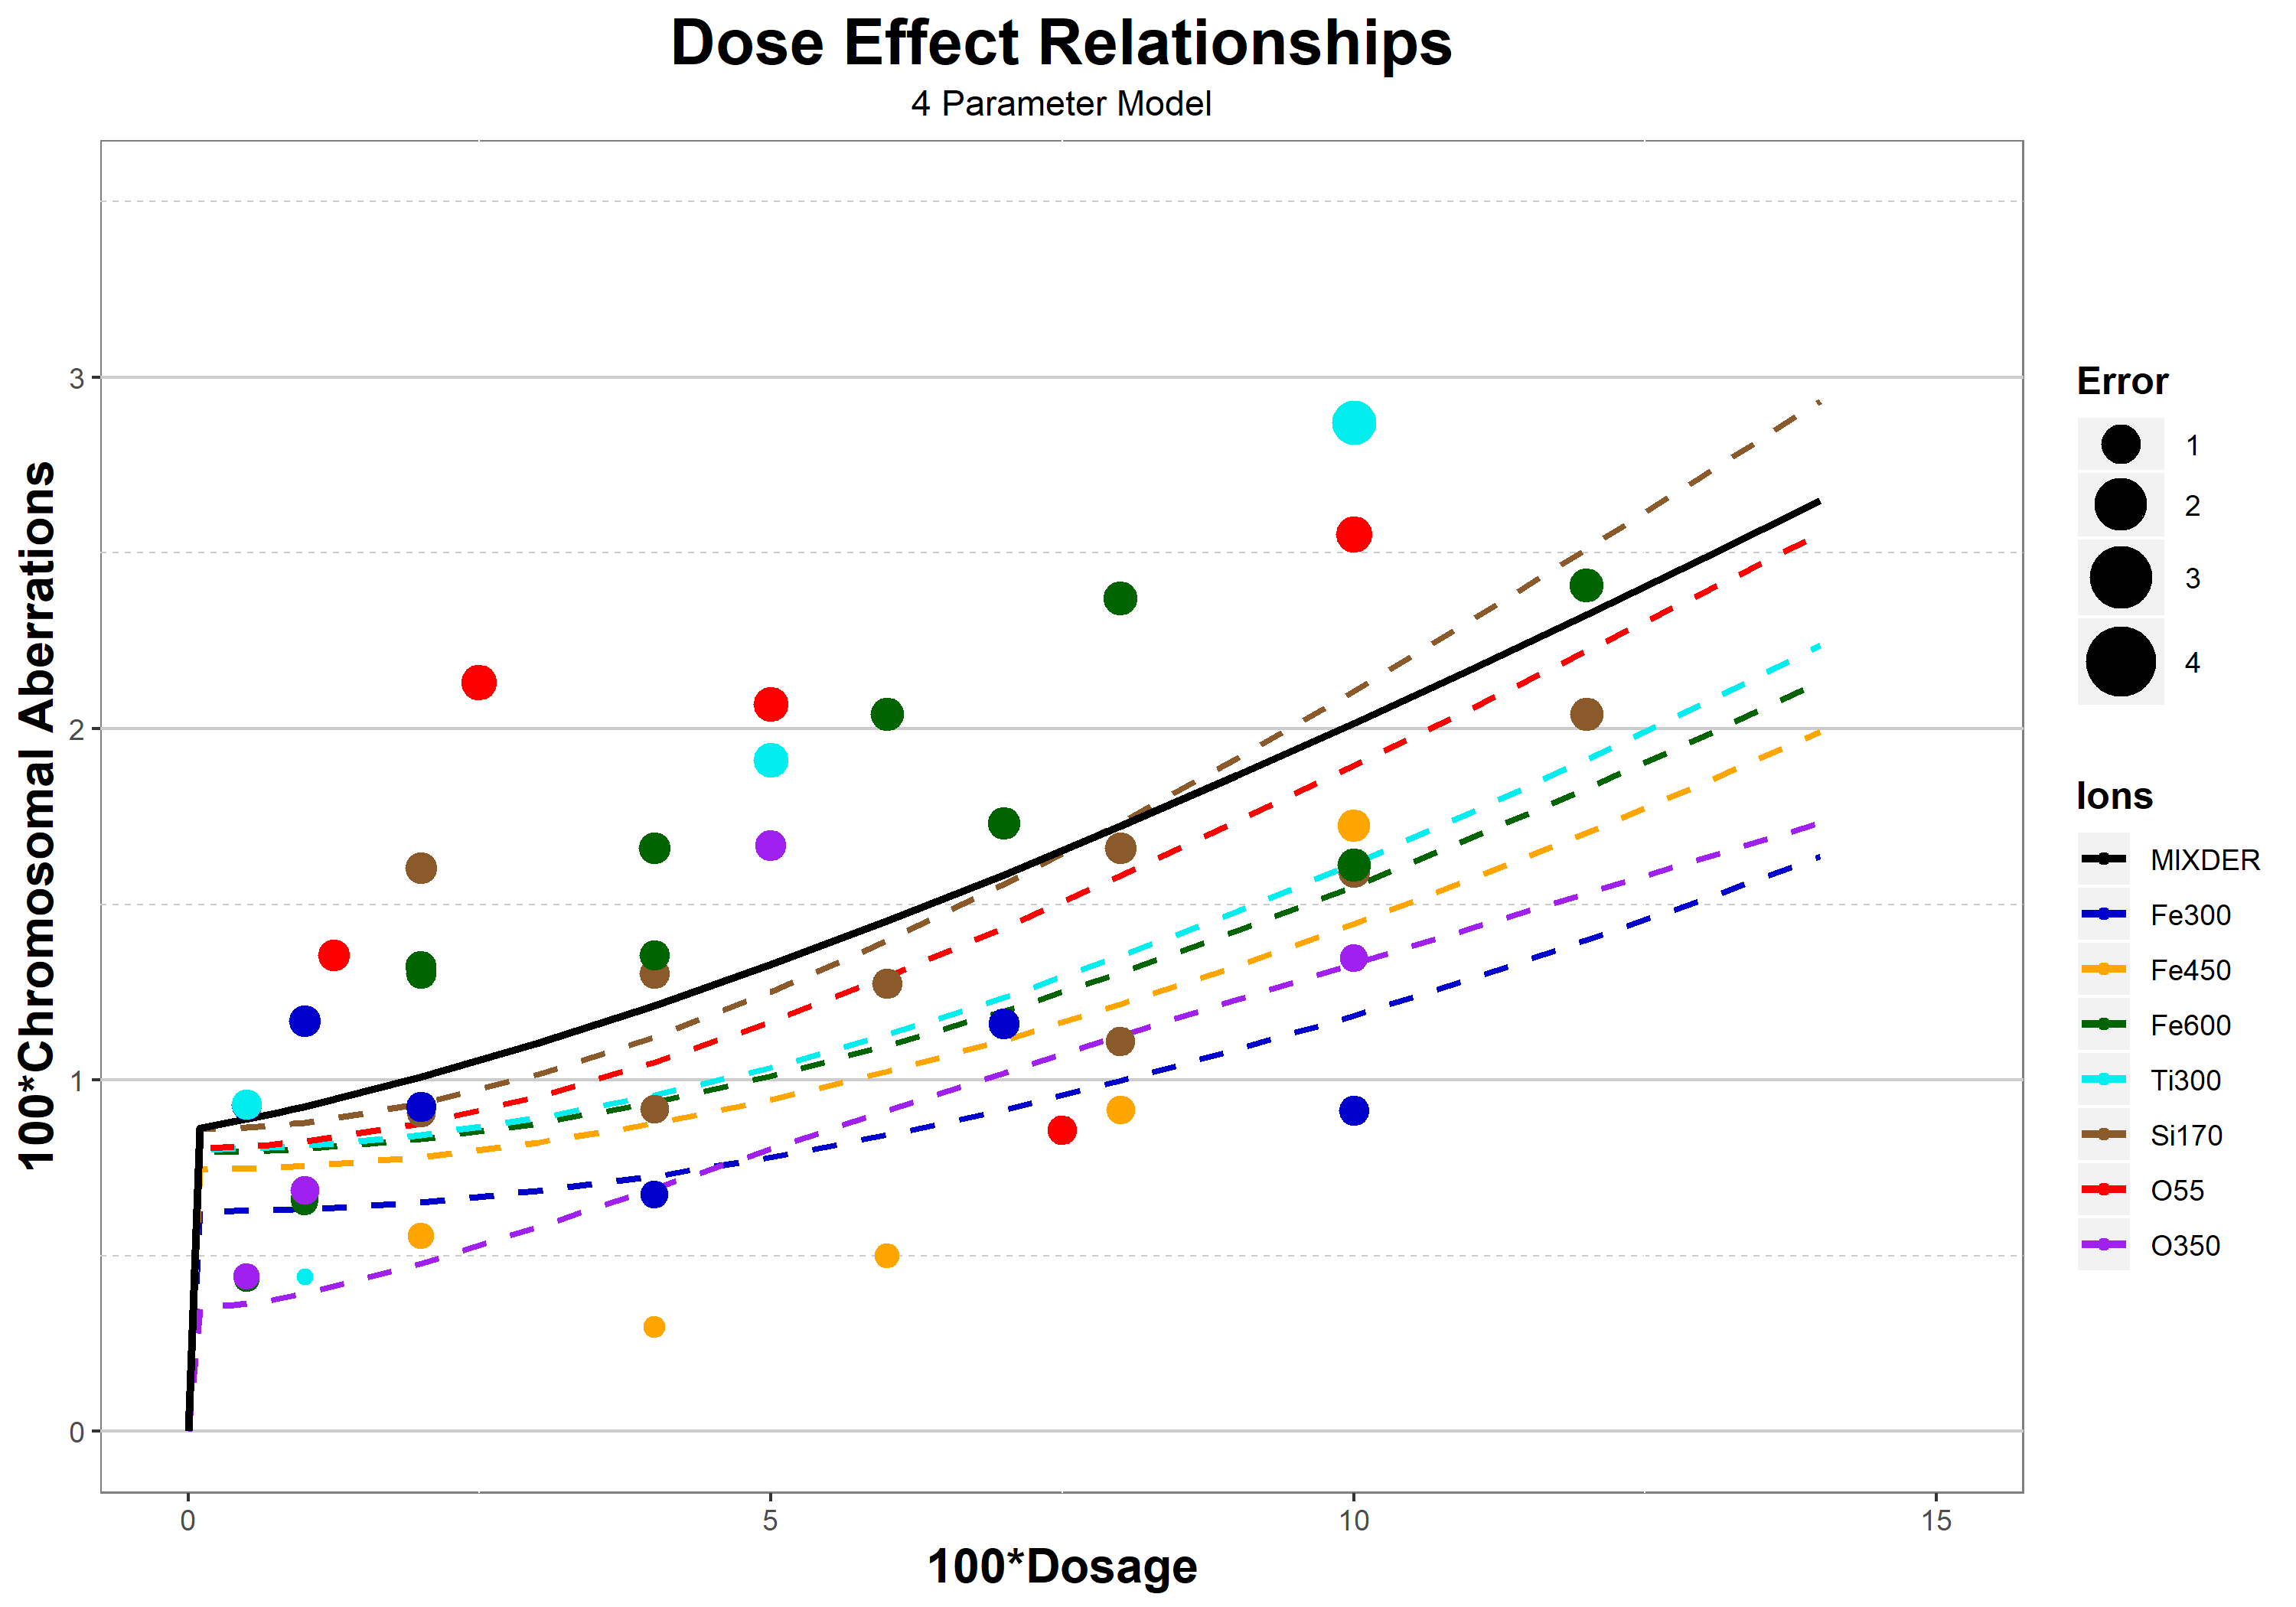 Dose Effect Relationships
4 Parameter Model
100*Chromosomal Aberrations
3
2
1
0
0 5 10 15
100*Dosage
Error
1
2
3
4
Ions
MIXDER
Fe300
Fe450
Fe600
Ti300
Si170
O55
O350